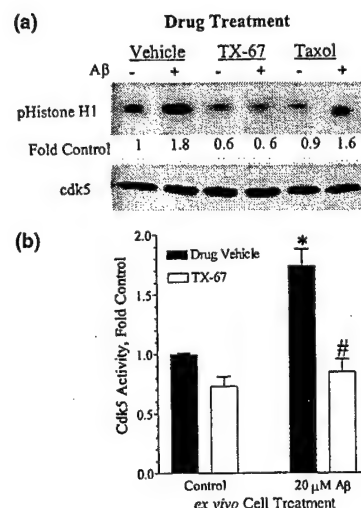 (a) Drug Treatment
Vehicle TX-67 Taxol
Aβ - + - + - +
pHistone H1
Fold Control 1 1.8 0.6 0.6 0.9 1.6
cdk5
(b)
Cdk5 Activity, Fold Control
2.0
1.5
1.0
0.5
0.0
Drug Vehicle
TX-67
*
#
Control 20 μM Aβ
ex vivo Cell Treatment